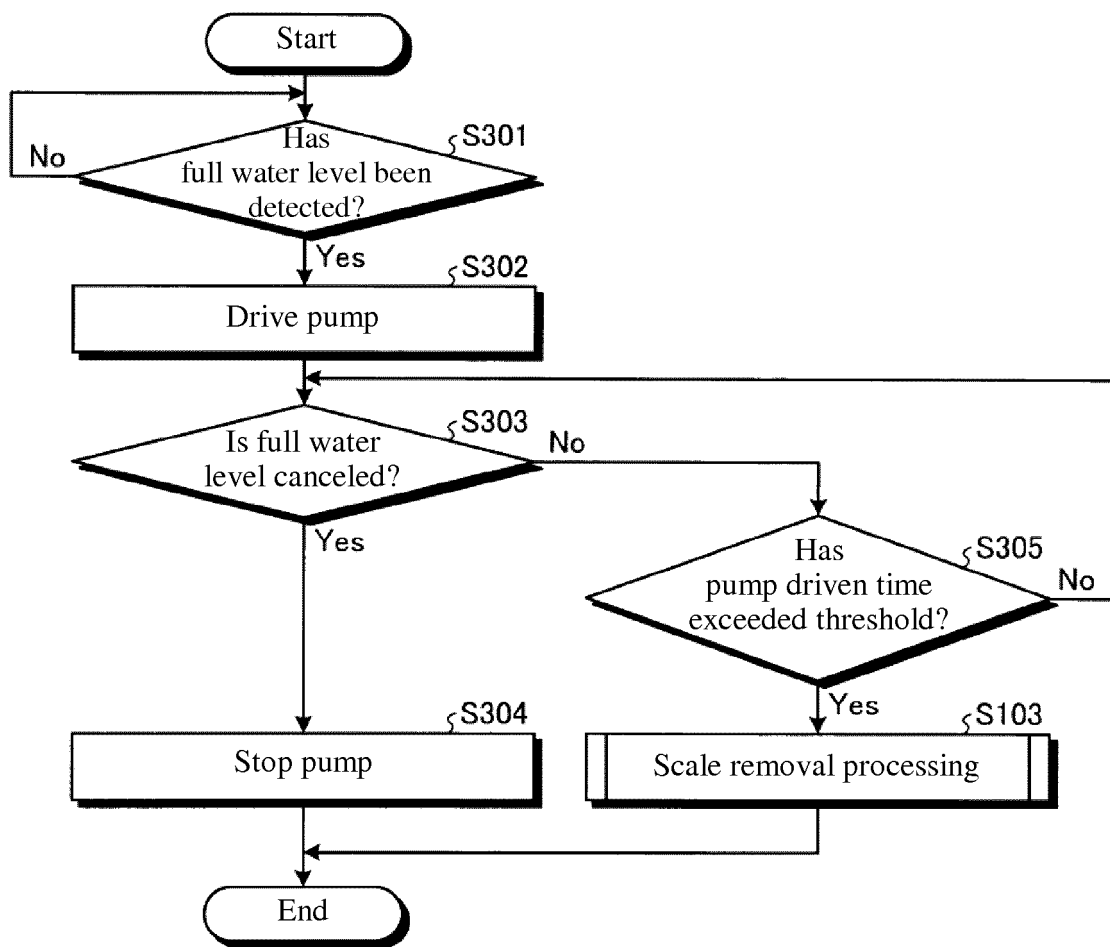 Start
S301
Has
full water level been
detected?
No
Yes
S302
Drive pump
S303
Is full water
level canceled?
No
Yes
S305
Has
pump driven time
exceeded threshold?
No
Yes
S304
Stop pump
S103
Scale removal processing
End